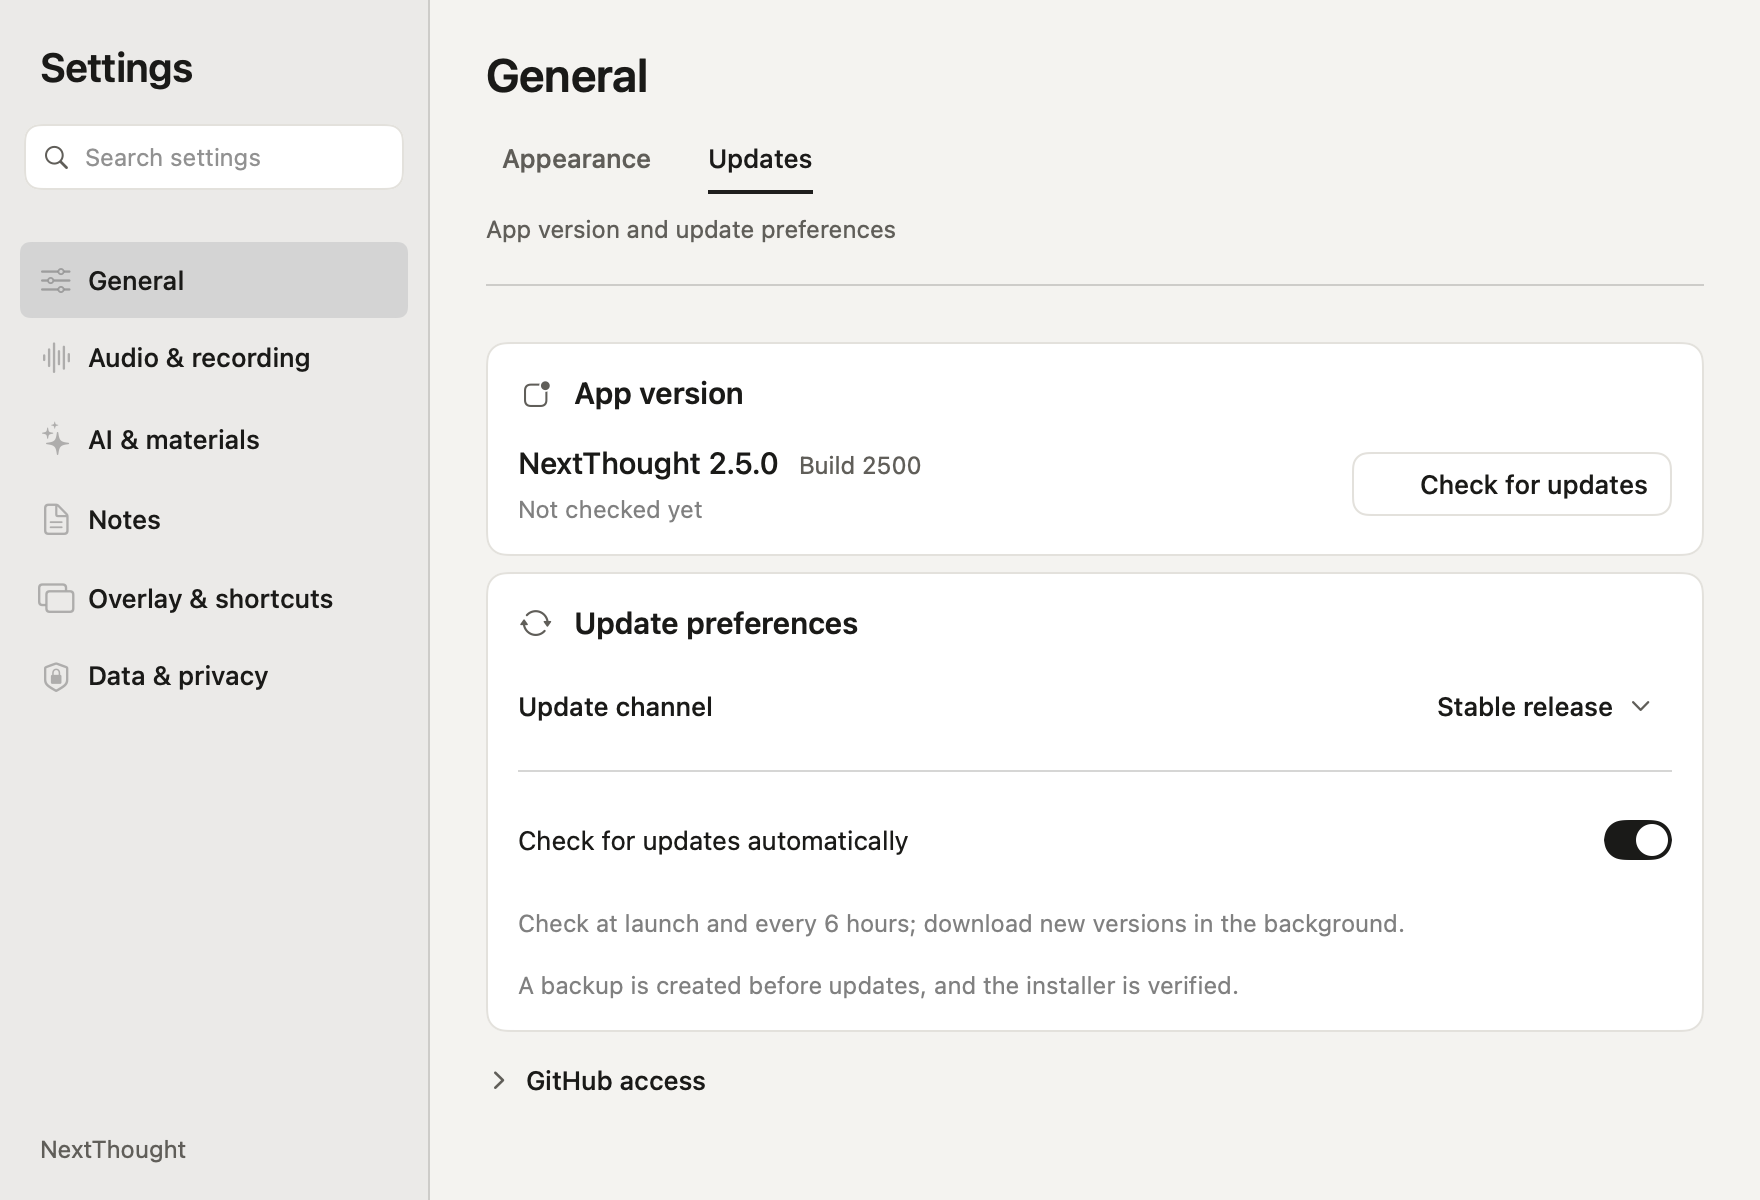 Settings
Search settings
General
Audio & recording
AI & materials
Notes
Overlay & shortcuts
Data & privacy
NextThought
General
Appearance
Updates
App version and update preferences
App version
NextThought 2.5.0 Build 2500
Not checked yet
Check for updates
Update preferences
Update channel
Stable release
Check for updates automatically
Check at launch and every 6 hours; download new versions in the background.
A backup is created before updates, and the installer is verified.
GitHub access